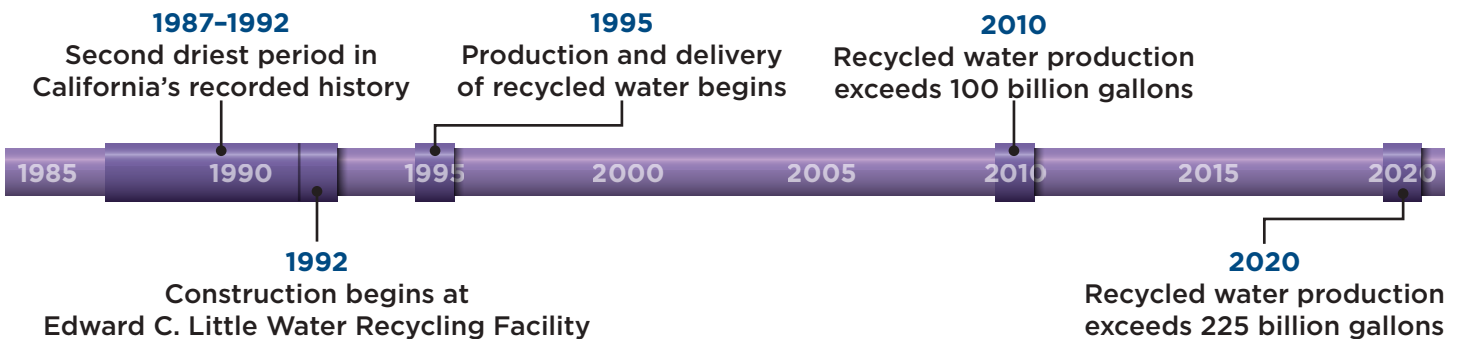 1987–1992
Second driest period in
California's recorded history
1995
Production and delivery
of recycled water begins
2010
Recycled water production
exceeds 100 billion gallons
1985
1990
1995
2000
2005
2010
2015
2020
1992
Construction begins at
Edward C. Little Water Recycling Facility
2020
Recycled water production
exceeds 225 billion gallons